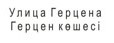 Улица Герцена
Герцен көшесі